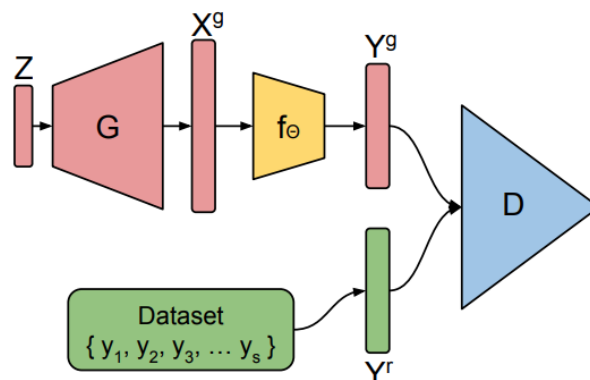 Z
G
X^g
f_Θ
Y^g
D
Dataset
{ y_1, y_2, y_3, … y_s }
Y^r